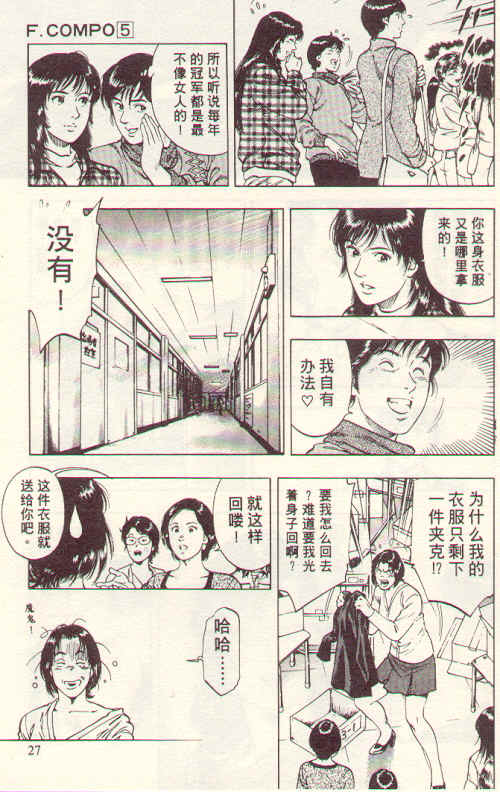 F.COMPO 5
所以听说每年
的冠军都是最
不像女人的！
你这身衣服
又是哪里拿
来的！
没有！
我自有
办法♡
为什么我的
衣服只剩下
一件夹克!?
要我怎么回去
？难道要我光
着身子回啊？
就这样
回喽！
这件衣服就
送给你吧。
哈哈……
魔鬼！
3-1
27